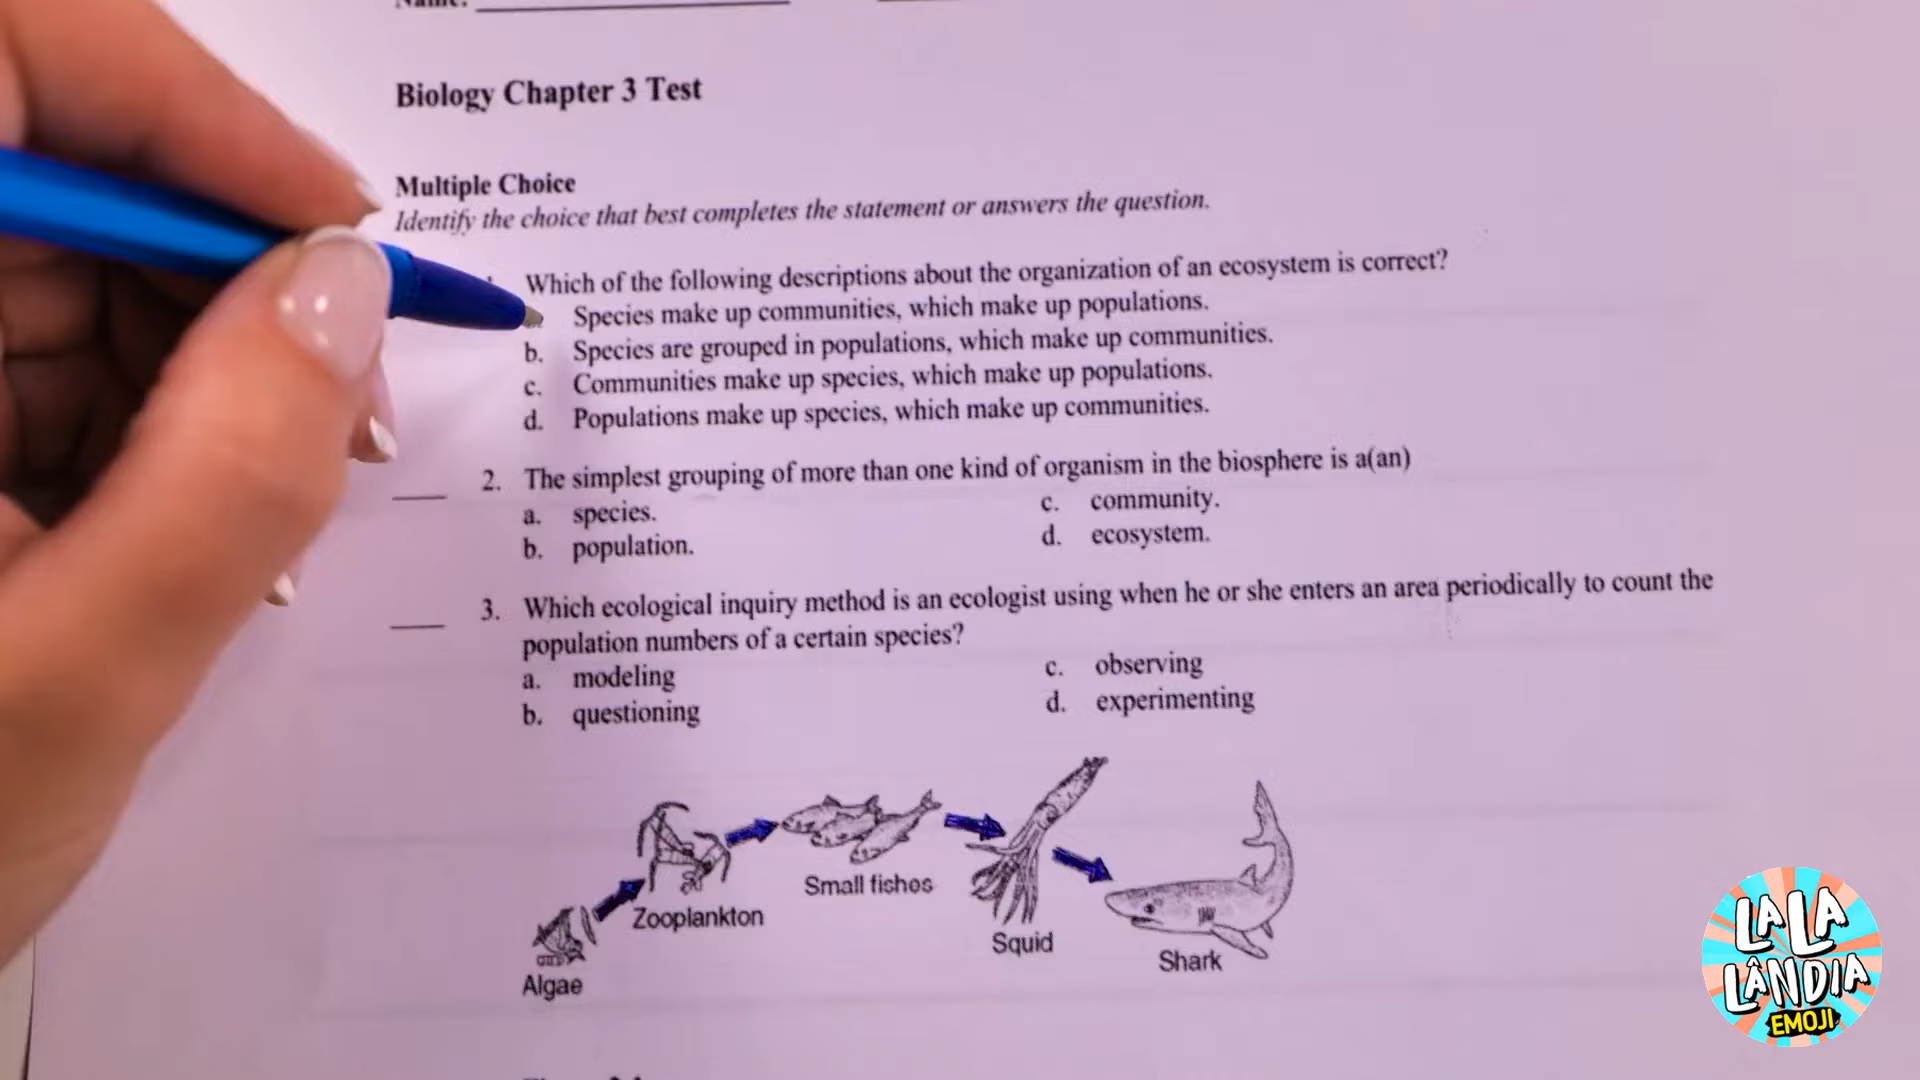 Name:
Biology Chapter 3 Test
Multiple Choice
Identify the choice that best completes the statement or answers the question.
Which of the following descriptions about the organization of an ecosystem is correct?
Species make up communities, which make up populations.
b. Species are grouped in populations, which make up communities.
c. Communities make up species, which make up populations.
d. Populations make up species, which make up communities.
2. The simplest grouping of more than one kind of organism in the biosphere is a(an)
a. species. c. community.
b. population. d. ecosystem.
3. Which ecological inquiry method is an ecologist using when he or she enters an area periodically to count the
population numbers of a certain species?
a. modeling c. observing
b. questioning d. experimenting
Small fishes
Zooplankton
Squid
Shark
Algae
LALA
LÂNDIA
EMOJI